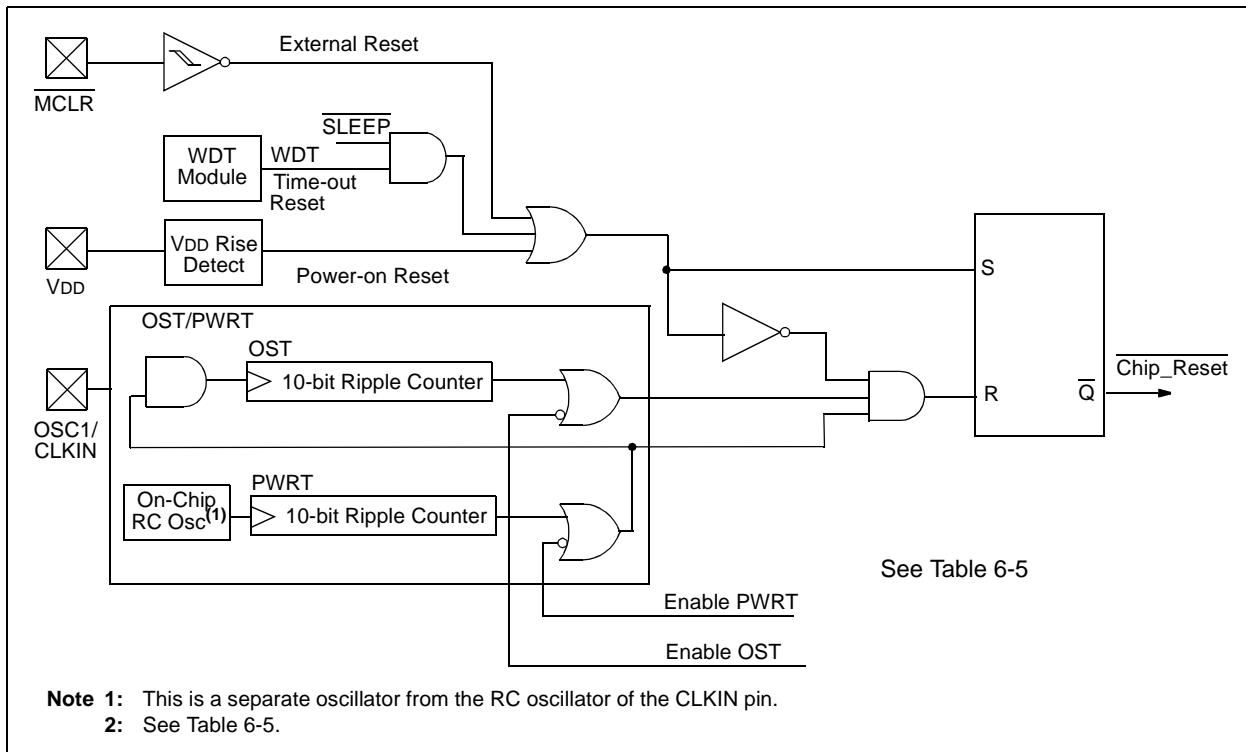 External Reset
MCLR
SLEEP
WDT
Module
WDT
Time-out
Reset
VDD
VDD Rise
Detect
Power-on Reset
S
OST/PWRT
OST
10-bit Ripple Counter
Chip_Reset
R
Q
OSC1/
CLKIN
PWRT
On-Chip
RC Osc(1)
10-bit Ripple Counter
See Table 6-5
Enable PWRT
Enable OST
Note 1: This is a separate oscillator from the RC oscillator of the CLKIN pin.
2: See Table 6-5.